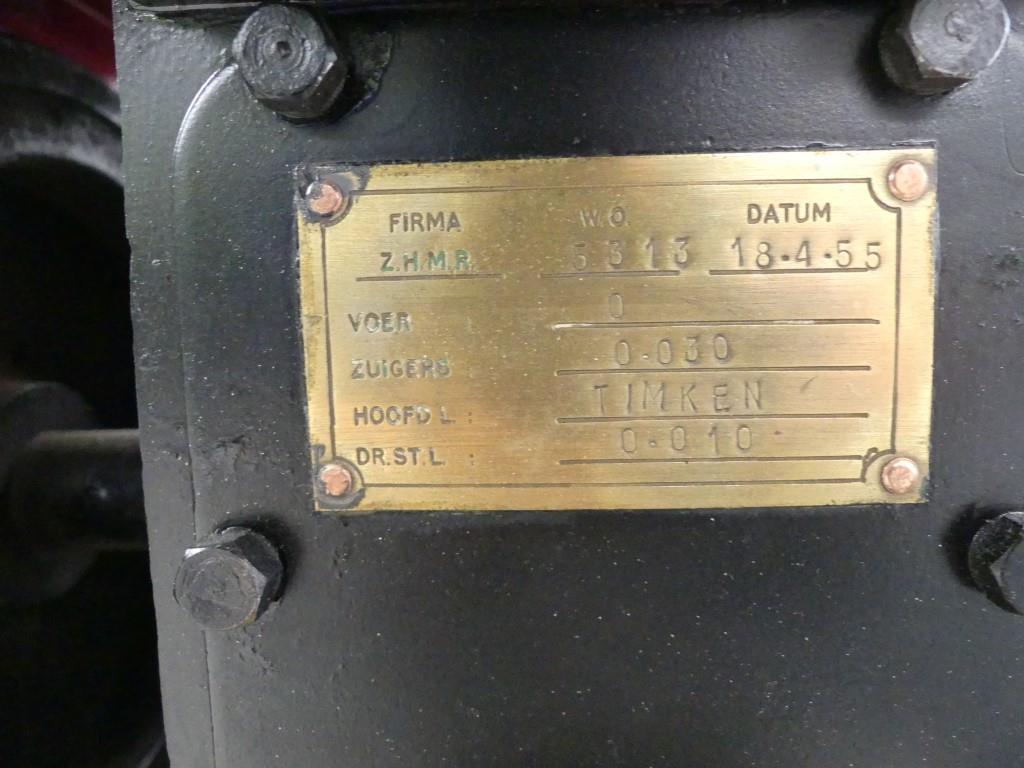 FIRMA W.O. DATUM
Z.H.M.R. 5313 18-4-55
VOER : 0
ZUIGERS : 0.030
HOOFD L. : TIMKEN
DR.ST.L. : 0.010